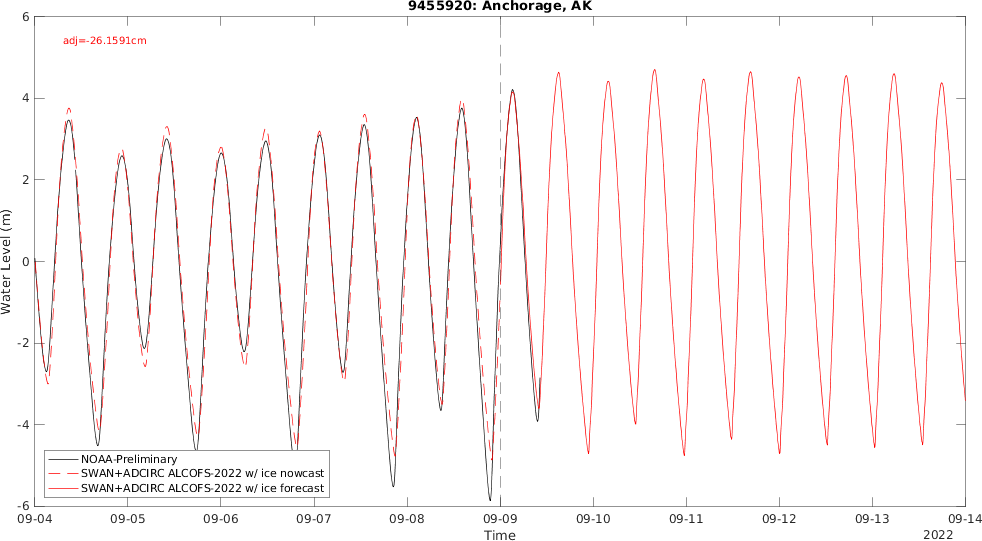 9455920: Anchorage, AK
adj=-26.1591cm
Water Level (m)
6
4
2
0
-2
-4
-6
NOAA-Preliminary
SWAN+ADCIRC ALCOFS-2022 w/ ice nowcast
SWAN+ADCIRC ALCOFS-2022 w/ ice forecast
09-04 09-05 09-06 09-07 09-08 09-09 09-10 09-11 09-12 09-13 09-14
Time
2022